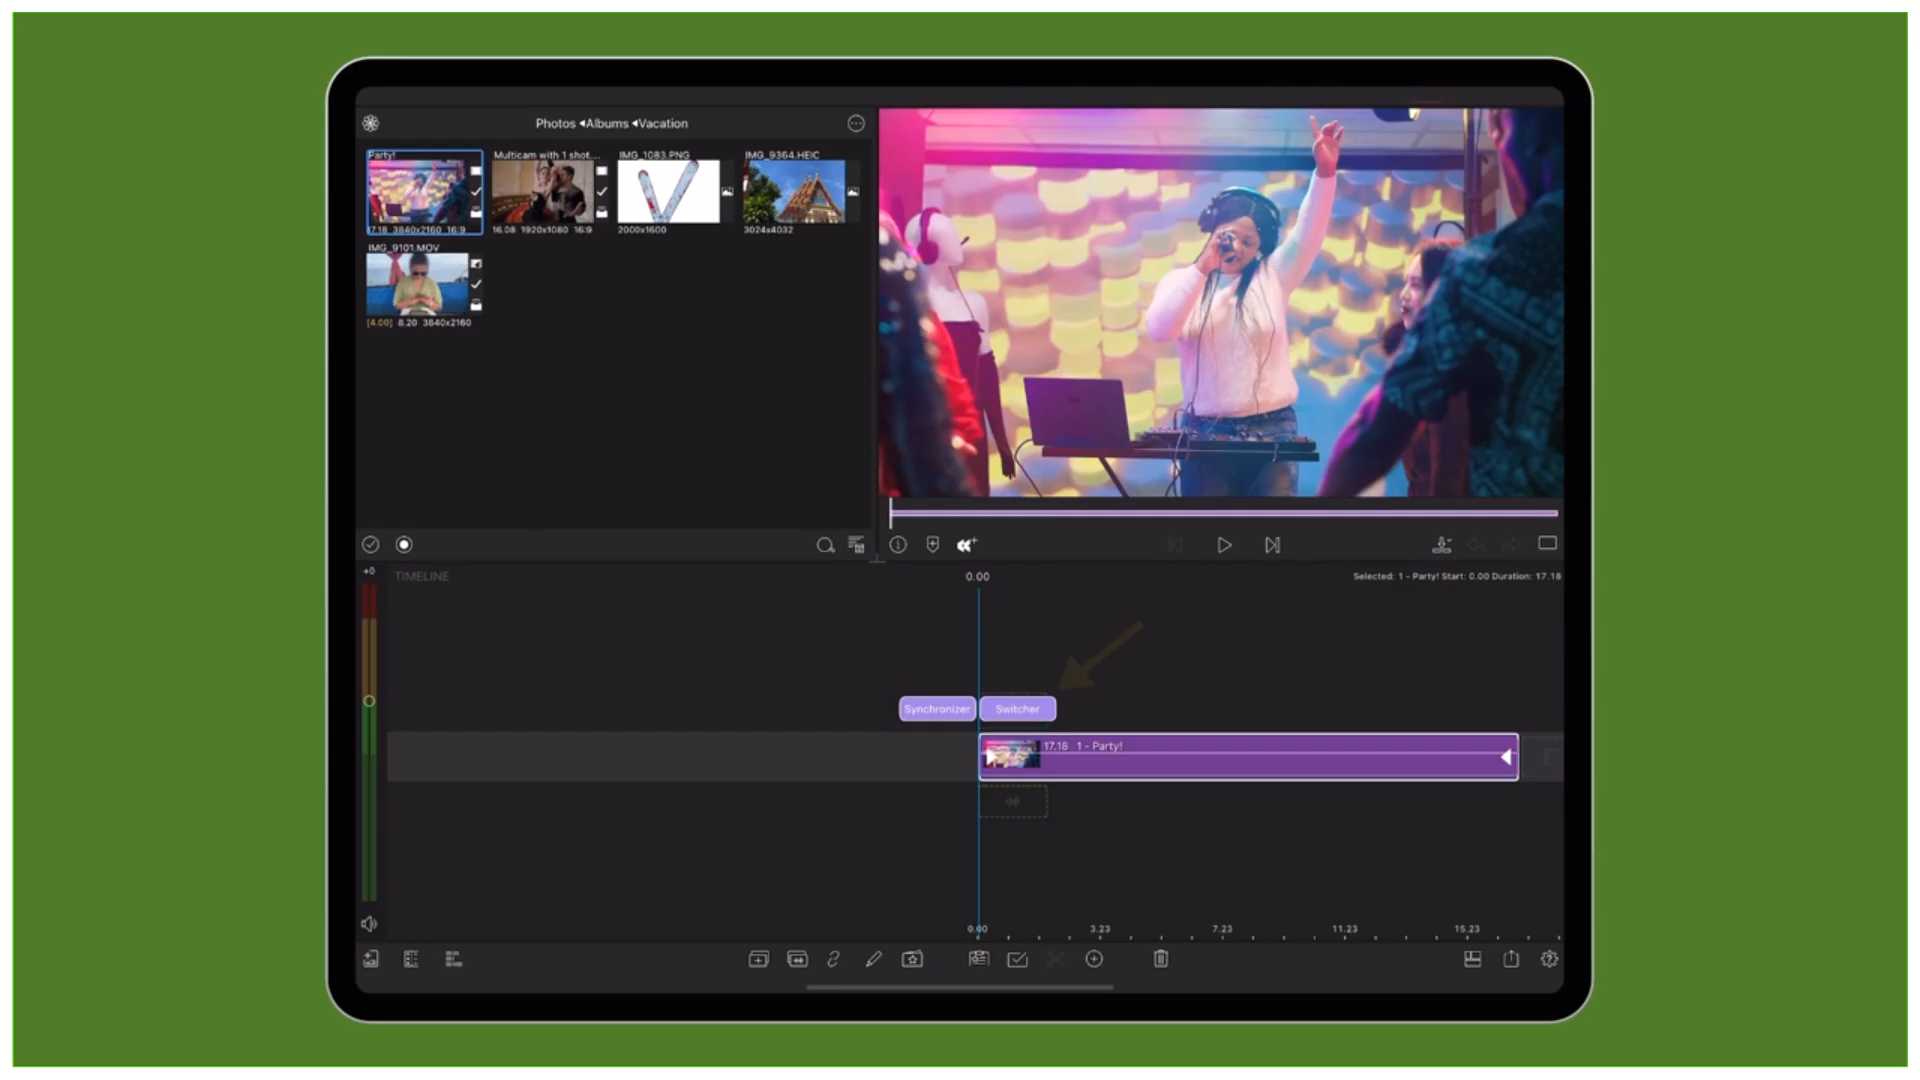 Photos ◂Albums ◂Vacation
Party!
Multicam with 1 shot...
IMG_1083.PNG
IMG_9364.HEIC
17.18 3840x2160 16:9
16.08 1920x1080 16:9
2000x1600
3024x4032
IMG_9101.MOV
[4.00] 8.20 3840x2160
+0
TIMELINE
0.00
Selected: 1 - Party! Start: 0.00 Duration: 17.18
Synchronizer
Switcher
17.18 1 - Party!
0.00
3.23
7.23
11.23
15.23